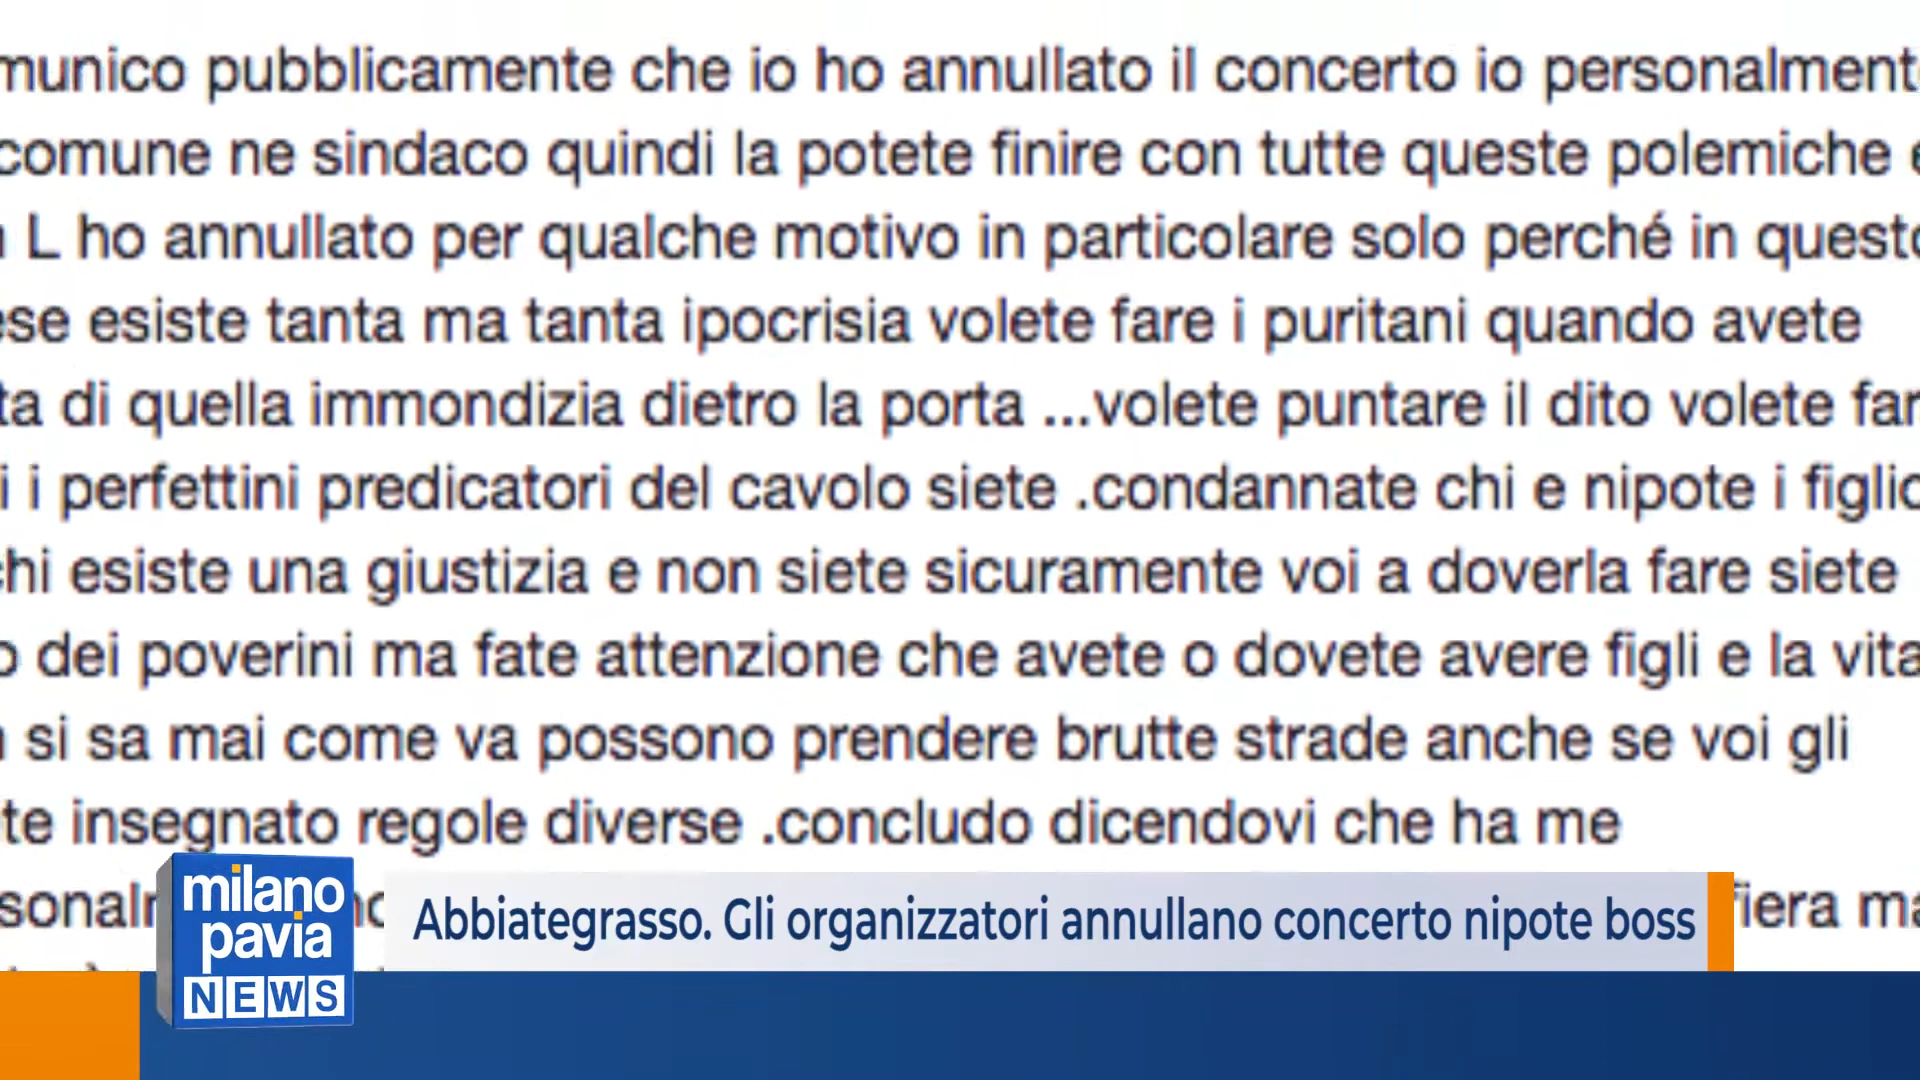 munico pubblicamente che io ho annullato il concerto io personalment
comune ne sindaco quindi la potete finire con tutte queste polemiche
L ho annullato per qualche motivo in particolare solo perché in questo
se esiste tanta ma tanta ipocrisia volete fare i puritani quando avete
ta di quella immondizia dietro la porta ...volete puntare il dito volete far
i i perfettini predicatori del cavolo siete .condannate chi e nipote i figlio
chi esiste una giustizia e non siete sicuramente voi a doverla fare siete
o dei poverini ma fate attenzione che avete o dovete avere figli e la vita
si sa mai come va possono prendere brutte strade anche se voi gli
te insegnato regole diverse .concludo dicendovi che ha me
fiera ma
milano
pavia
NEWS
Abbiategrasso. Gli organizzatori annullano concerto nipote boss